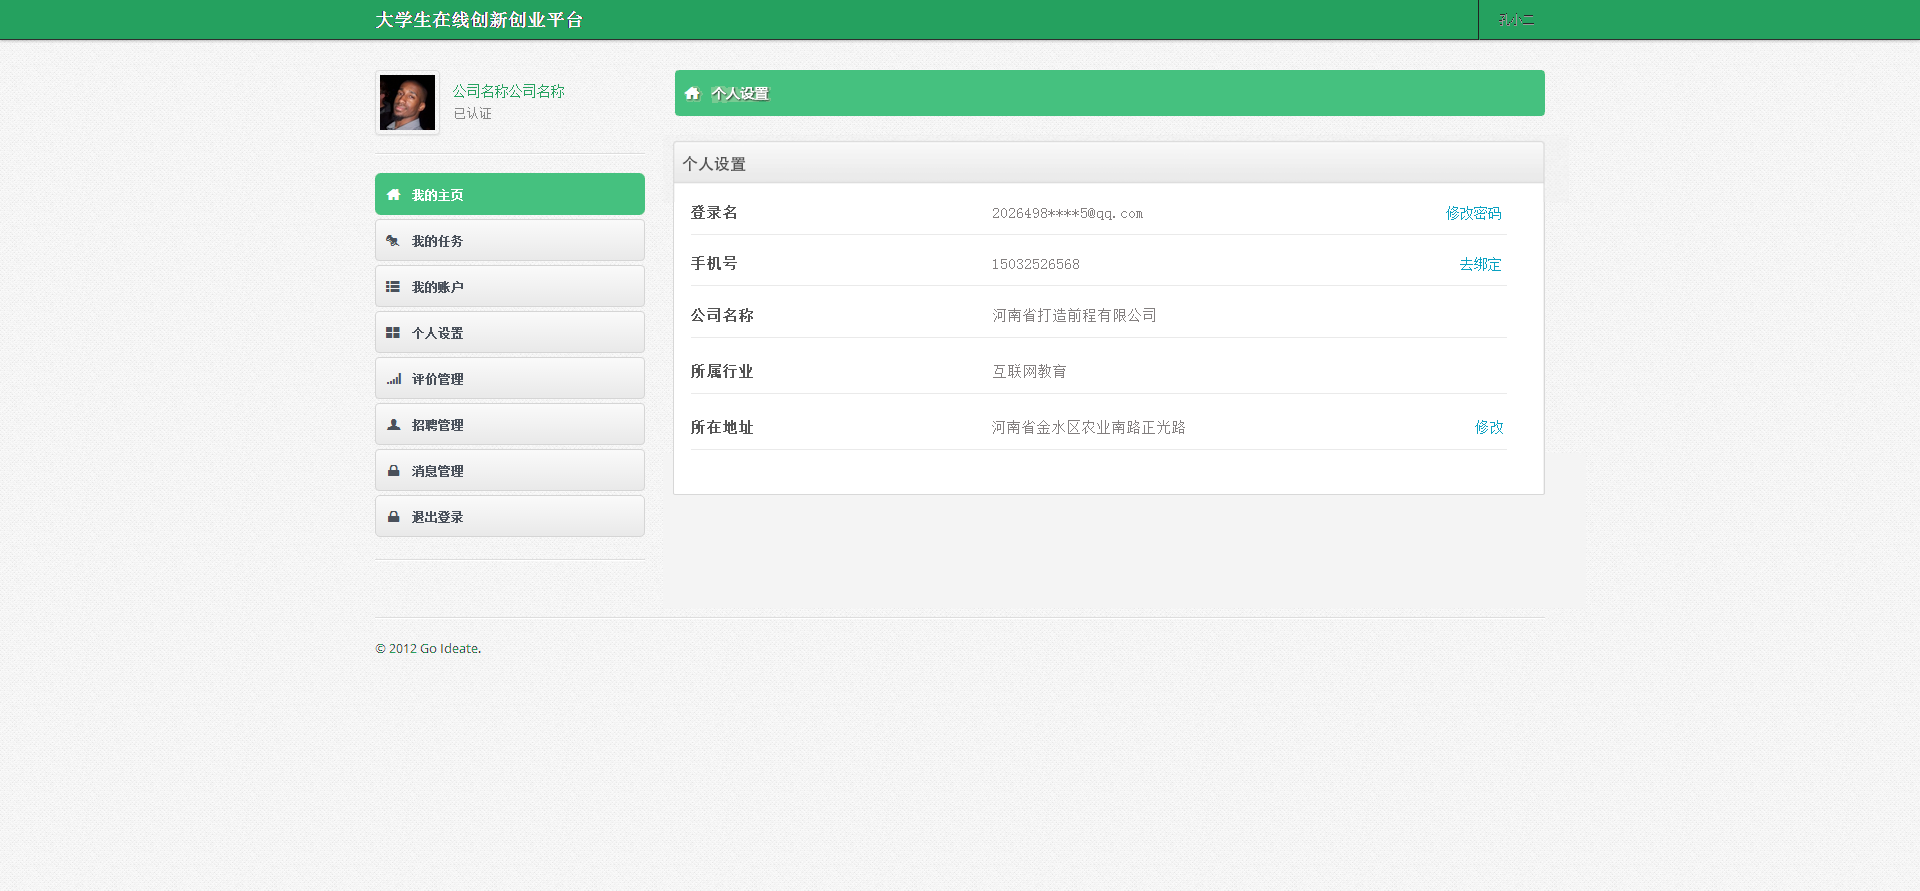 大学生在线创新创业平台
孔小二
公司名称公司名称
已认证
我的主页
我的任务
我的账户
个人设置
评价管理
招聘管理
消息管理
退出登录
个人设置
个人设置
登录名 2026498****5@qq.com 修改密码
手机号 15032526568 去绑定
公司名称 河南省打造前程有限公司
所属行业 互联网教育
所在地址 河南省金水区农业南路正光路 修改
© 2012 Go Ideate.